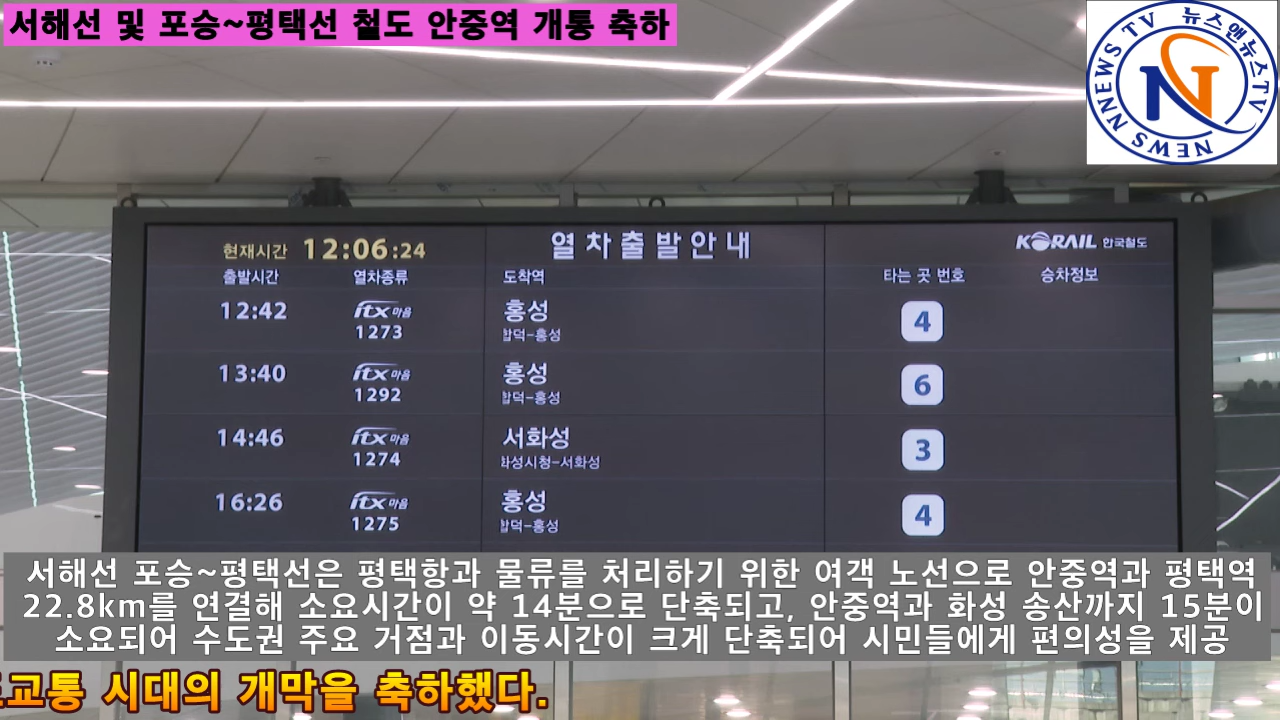 서해선 및 포승~평택선 철도 안중역 개통 축하
NEWS NNEWS TV 뉴스앤뉴스TV
N
현재시간 12:06:24 열차출발안내 KORAIL 한국철도
출발시간 열차종류 도착역 타는 곳 번호 승차정보
12:42 itx 마음 1273 홍성 합덕-홍성 4
13:40 itx 마음 1292 홍성 합덕-홍성 6
14:46 itx 마음 1274 서화성 화성시청-서화성 3
16:26 itx 마음 1275 홍성 합덕-홍성 4
서해선 포승~평택선은 평택항과 물류를 처리하기 위한 여객 노선으로 안중역과 평택역
22.8km를 연결해 소요시간이 약 14분으로 단축되고, 안중역과 화성 송산까지 15분이
소요되어 수도권 주요 거점과 이동시간이 크게 단축되어 시민들에게 편의성을 제공
교통 시대의 개막을 축하했다.